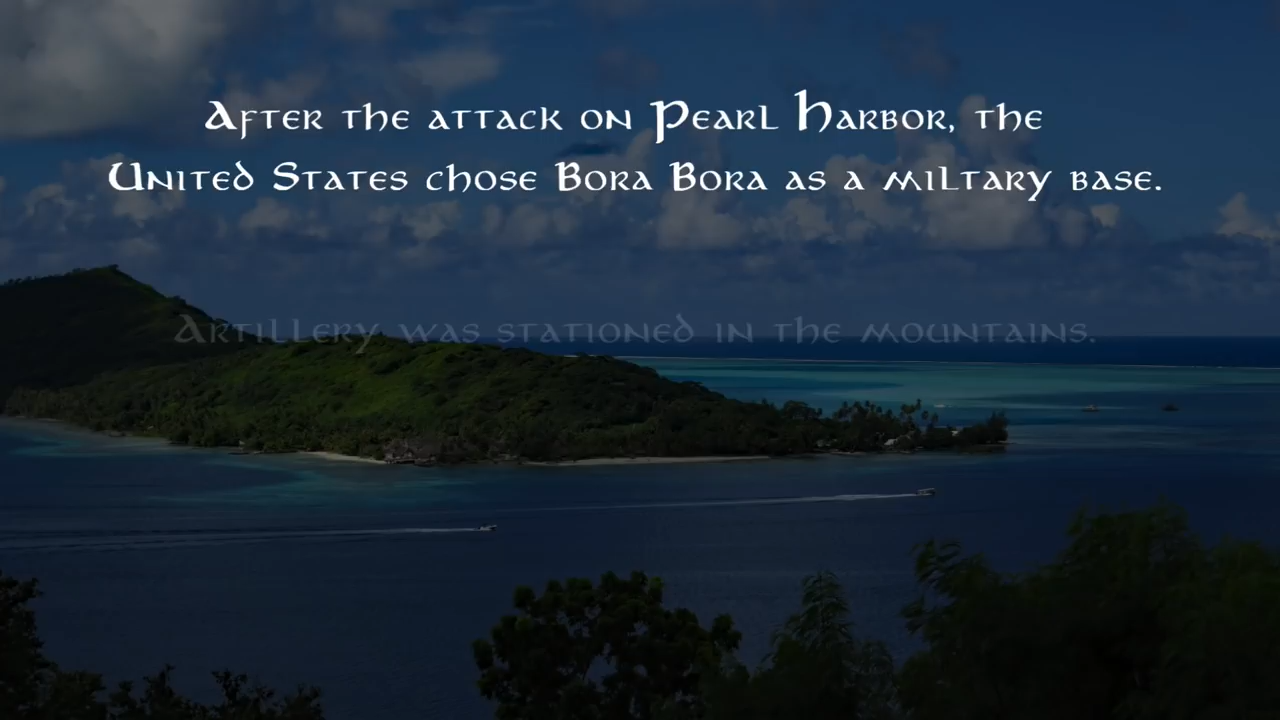 After the attack on Pearl Harbor, the
United States chose Bora Bora as a miltary base.
Artillery was stationed in the mountains.